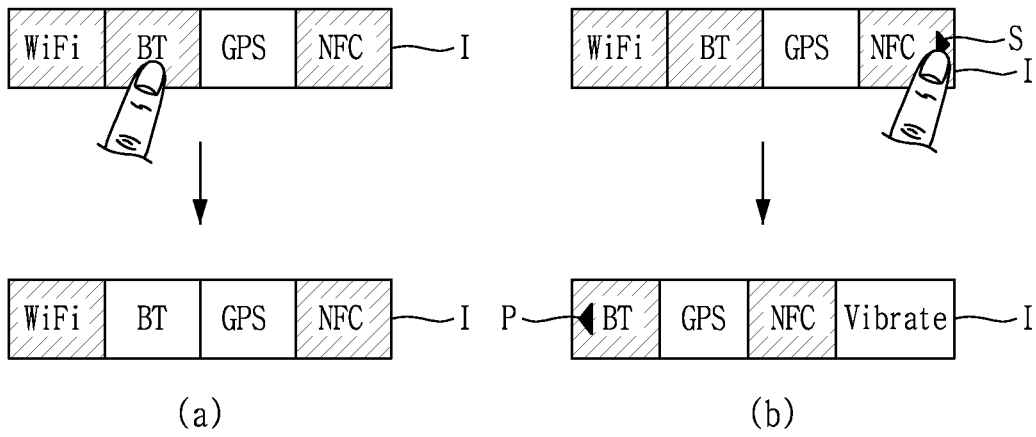 WiFi BT GPS NFC I
WiFi BT GPS NFC S
I
WiFi BT GPS NFC I
P BT GPS NFC Vibrate I
(a)
(b)